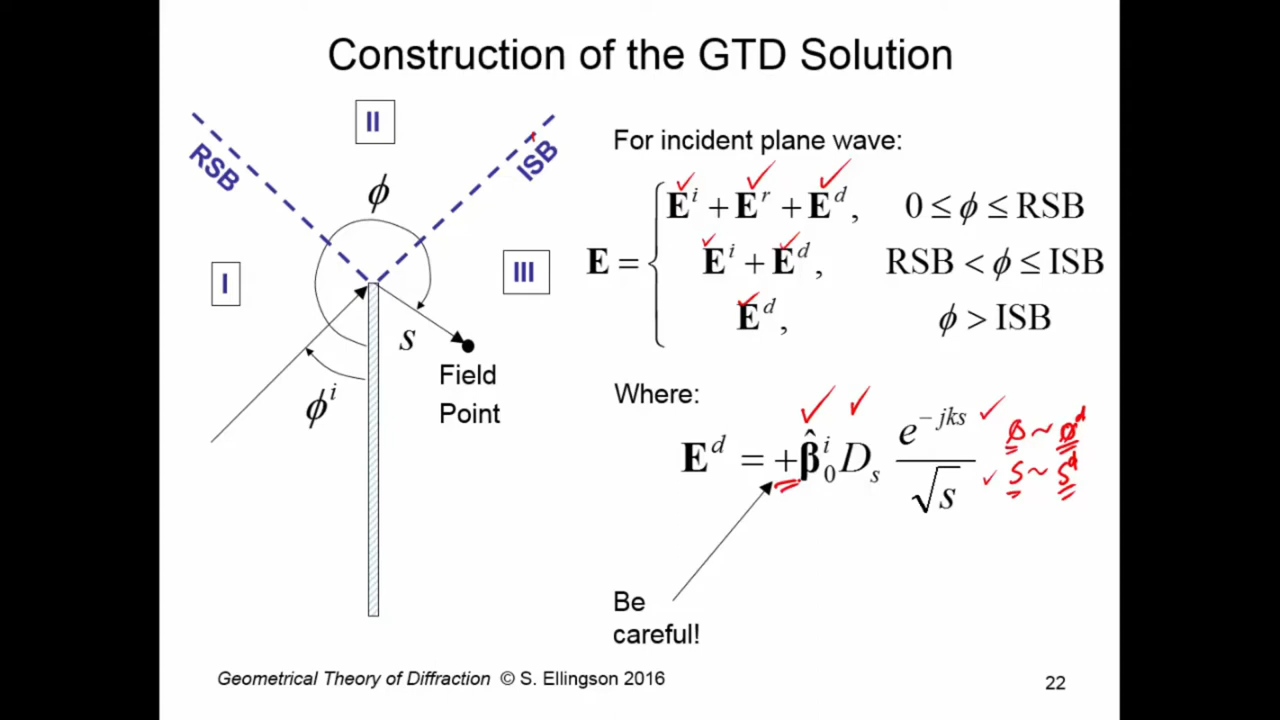 Construction of the GTD Solution
II
RSB
ISB
ϕ
I
III
s
Field
Point
ϕ^i
For incident plane wave:
E = { E^i + E^r + E^d, 0 ≤ ϕ ≤ RSB
E^i + E^d, RSB < ϕ ≤ ISB
E^d, ϕ > ISB
Where:
E^d = +β̂_0^i D_s e^{-jks} / √s
ϕ ~ ϕ^d
s ~ s^d
Be
careful!
Geometrical Theory of Diffraction © S. Ellingson 2016
22